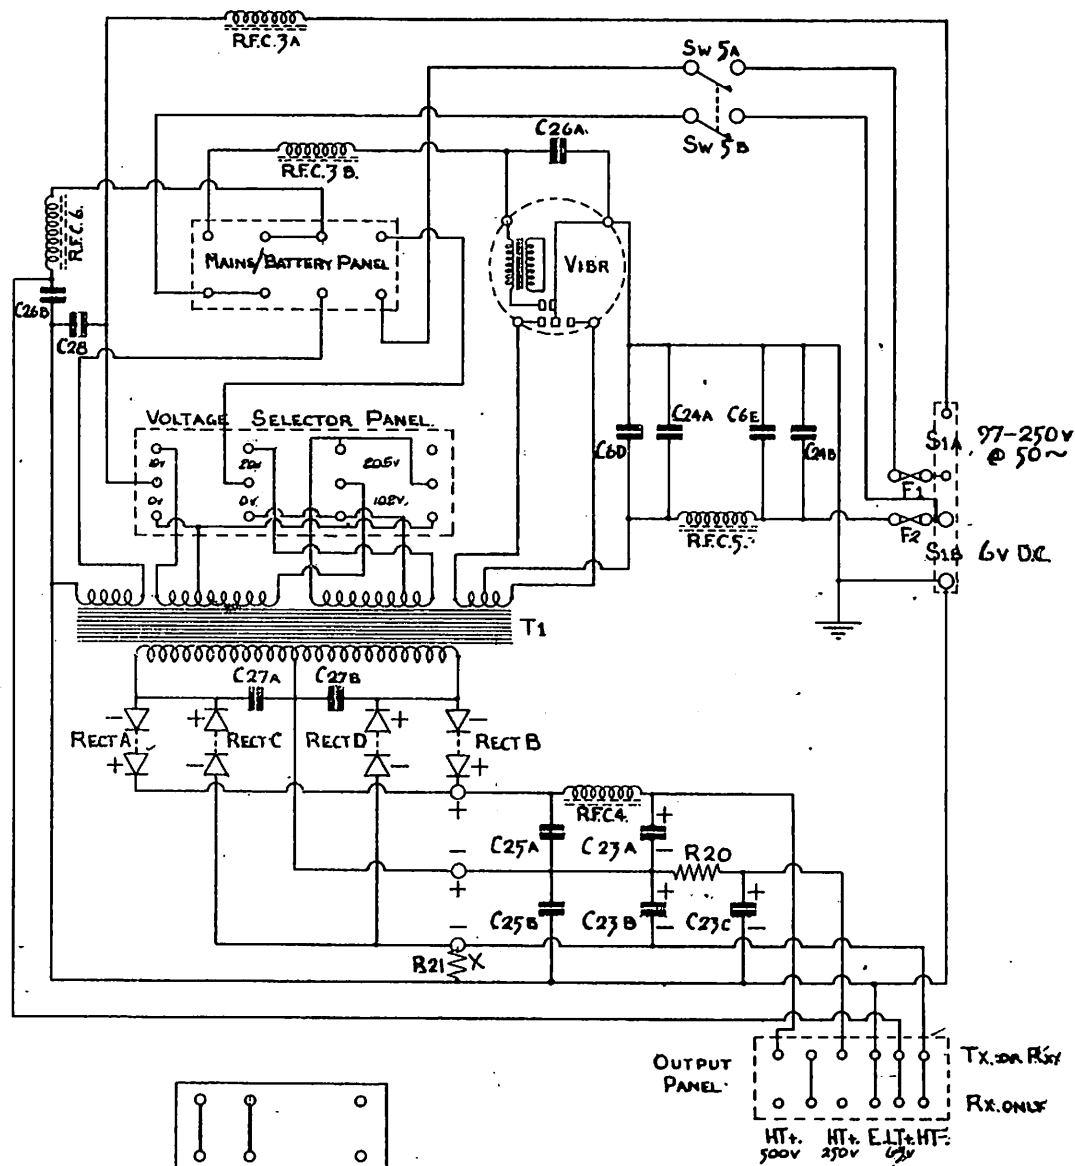 R.F.C.3A
SW 5A
C26A
SW 5B
R.F.C.3B.
R.F.C.6.
MAINS/BATTERY PANEL
VIBR
C26B
C28
VOLTAGE SELECTOR PANEL.
10v 20v 205v
0v 0v 102v
C6D
C24A
C6E
C24B
S1A 97-250v
@ 50~
F1
R.F.C.5.
F2
S1B 6v D.C.
T1
C27A C27B
- + + -
RECT A RECT C RECT D RECT B
+ - - +
+
R.F.C4.
+
C25A C23A
-
R20
-
+
+
+
C25B C23B C23C
-
-
-
R21 X
OUTPUT
PANEL.
TX. OR RX
RX. ONLY
HT+. HT+. E. LT+. HT-.
500v 250v